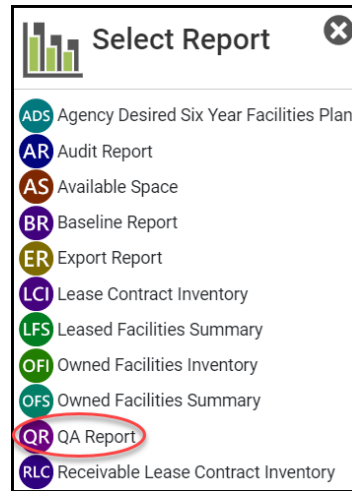 Select Report
ADS Agency Desired Six Year Facilities Plan
AR Audit Report
AS Available Space
BR Baseline Report
ER Export Report
LCI Lease Contract Inventory
LFS Leased Facilities Summary
OFI Owned Facilities Inventory
OFS Owned Facilities Summary
QR QA Report
RLC Receivable Lease Contract Inventory